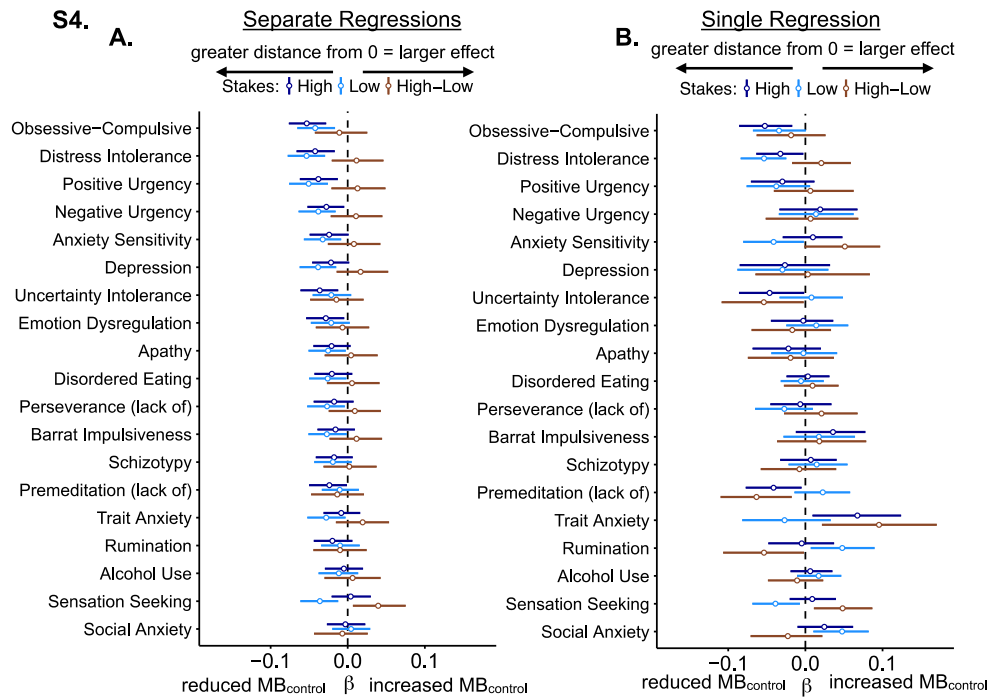 S4.
A.
Separate Regressions
greater distance from 0 = larger effect
Stakes: High Low High−Low
Obsessive−Compulsive
Distress Intolerance
Positive Urgency
Negative Urgency
Anxiety Sensitivity
Depression
Uncertainty Intolerance
Emotion Dysregulation
Apathy
Disordered Eating
Perseverance (lack of)
Barrat Impulsiveness
Schizotypy
Premeditation (lack of)
Trait Anxiety
Rumination
Alcohol Use
Sensation Seeking
Social Anxiety
−0.1 0.0 0.1
reduced MBcontrol β increased MBcontrol
B.
Single Regression
greater distance from 0 = larger effect
Stakes: High Low High−Low
Obsessive−Compulsive
Distress Intolerance
Positive Urgency
Negative Urgency
Anxiety Sensitivity
Depression
Uncertainty Intolerance
Emotion Dysregulation
Apathy
Disordered Eating
Perseverance (lack of)
Barrat Impulsiveness
Schizotypy
Premeditation (lack of)
Trait Anxiety
Rumination
Alcohol Use
Sensation Seeking
Social Anxiety
−0.1 0.0 0.1
reduced MBcontrol β increased MBcontrol